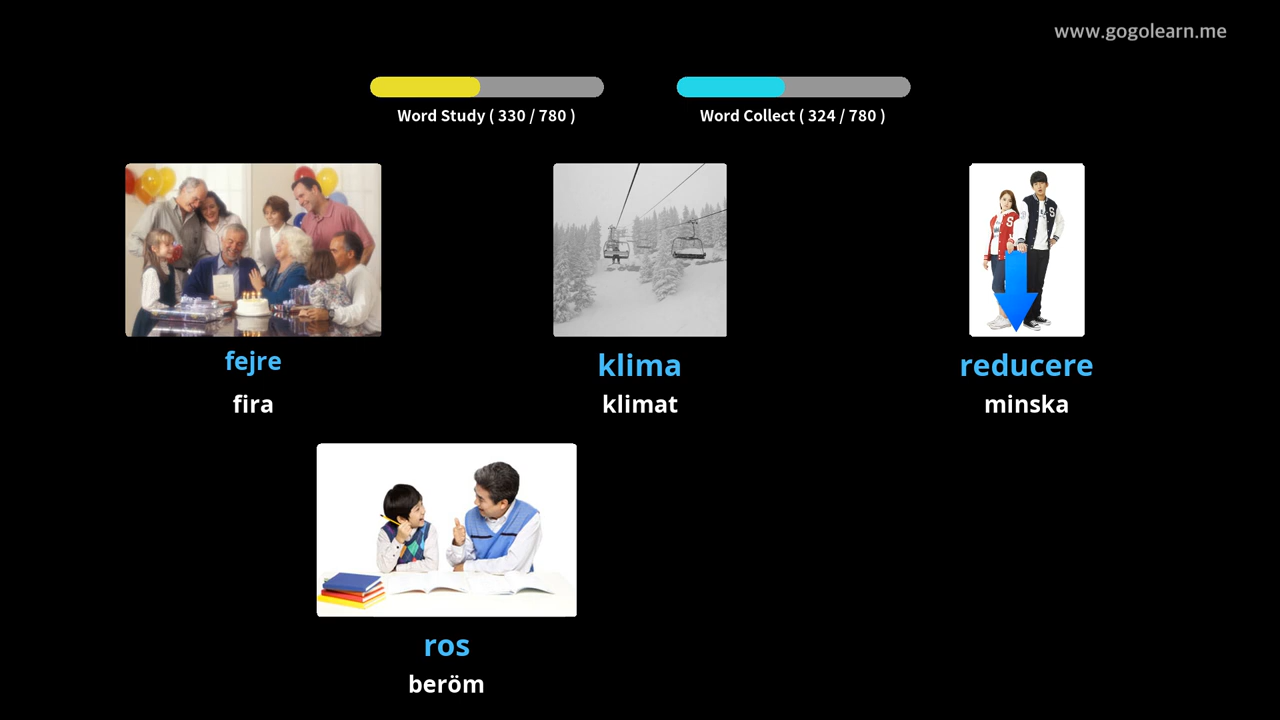 www.gogolearn.me
Word Study ( 330 / 780 )
Word Collect ( 324 / 780 )
fejre
fira
klima
klimat
reducere
minska
ros
beröm